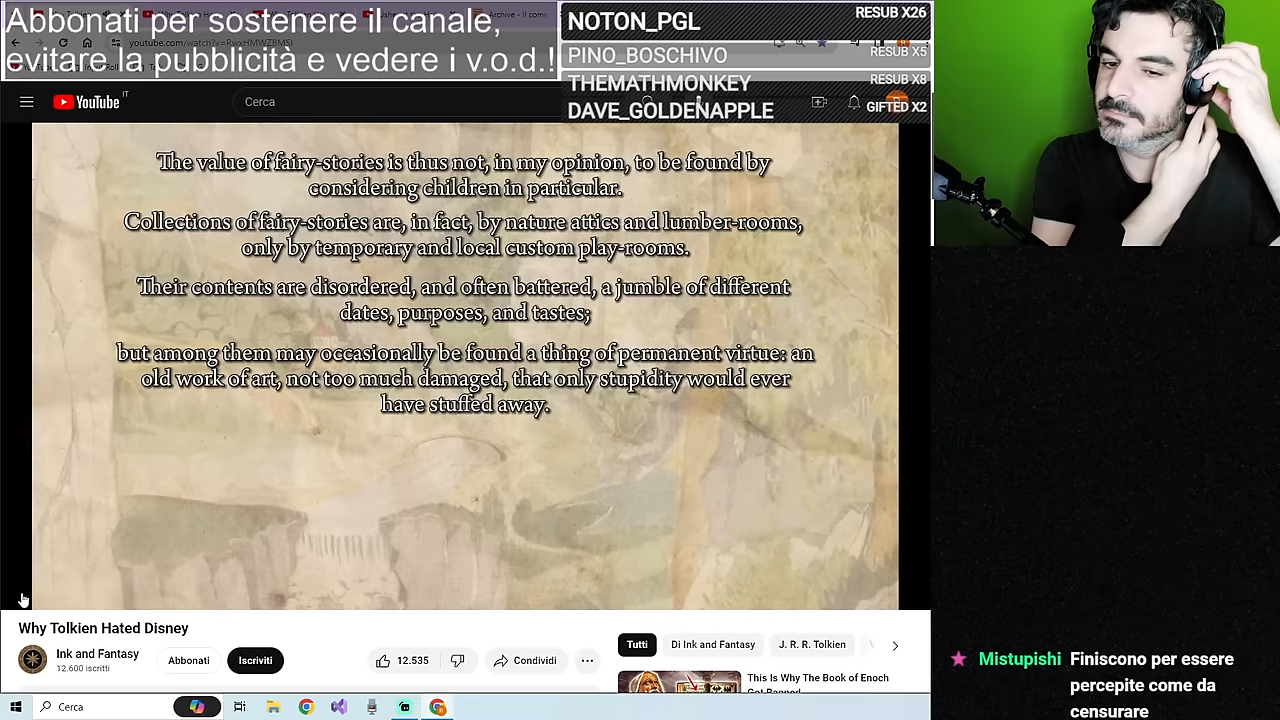 Abbonati per sostenere il canale,
evitare la pubblicità e vedere i v.o.d.!
NOTON_PGL
RESUB X26
PINO_BOSCHIVO
RESUB X5
THEMATHMONKEY
RESUB X8
DAVE_GOLDENAPPLE
GIFTED X2
YouTube IT
Cerca
The value of fairy-stories is thus not, in my opinion, to be found by
considering children in particular.
Collections of fairy-stories are, in fact, by nature attics and lumber-rooms,
only by temporary and local custom play-rooms.
Their contents are disordered, and often battered, a jumble of different
dates, purposes, and tastes;
but among them may occasionally be found a thing of permanent virtue: an
old work of art, not too much damaged, that only stupidity would ever
have stuffed away.
Why Tolkien Hated Disney
Ink and Fantasy
12.600 iscritti
Abbonati
Iscriviti
12.535
Condividi
Tutti
Di Ink and Fantasy
J. R. R. Tolkien
This Is Why The Book of Enoch
Got Banned
Cerca
Mistupishi Finiscono per essere
percepite come da
censurare